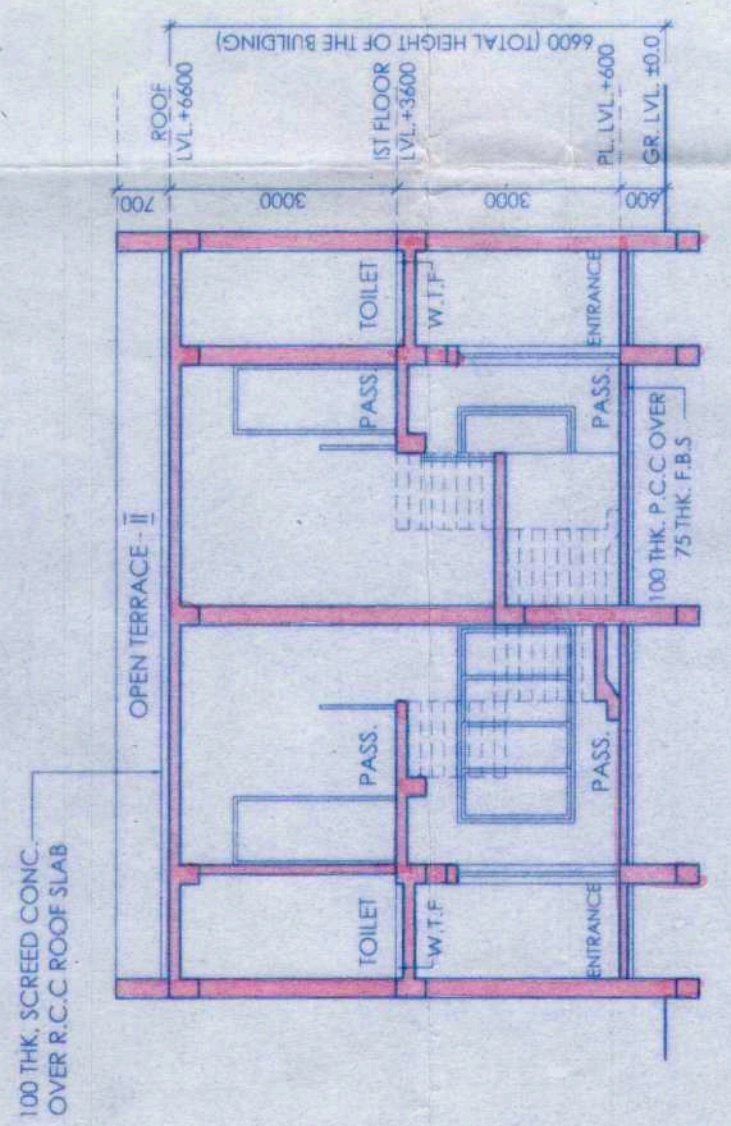 100 THK. SCREED CONC.
OVER R.C.C ROOF SLAB
OPEN TERRACE - II
700
ROOF
LVL.+6600
3000
IST FLOOR
LVL.+3600
3000
PL. LVL.+600
600
GR. LVL. ±0.0
6600 (TOTAL HEIGHT OF THE BUILDING)
TOILET
PASS.
PASS.
TOILET
W.T.F
W.T.F
ENTRANCE
PASS.
PASS.
ENTRANCE
100 THK. P.C.C OVER
75 THK. F.B.S